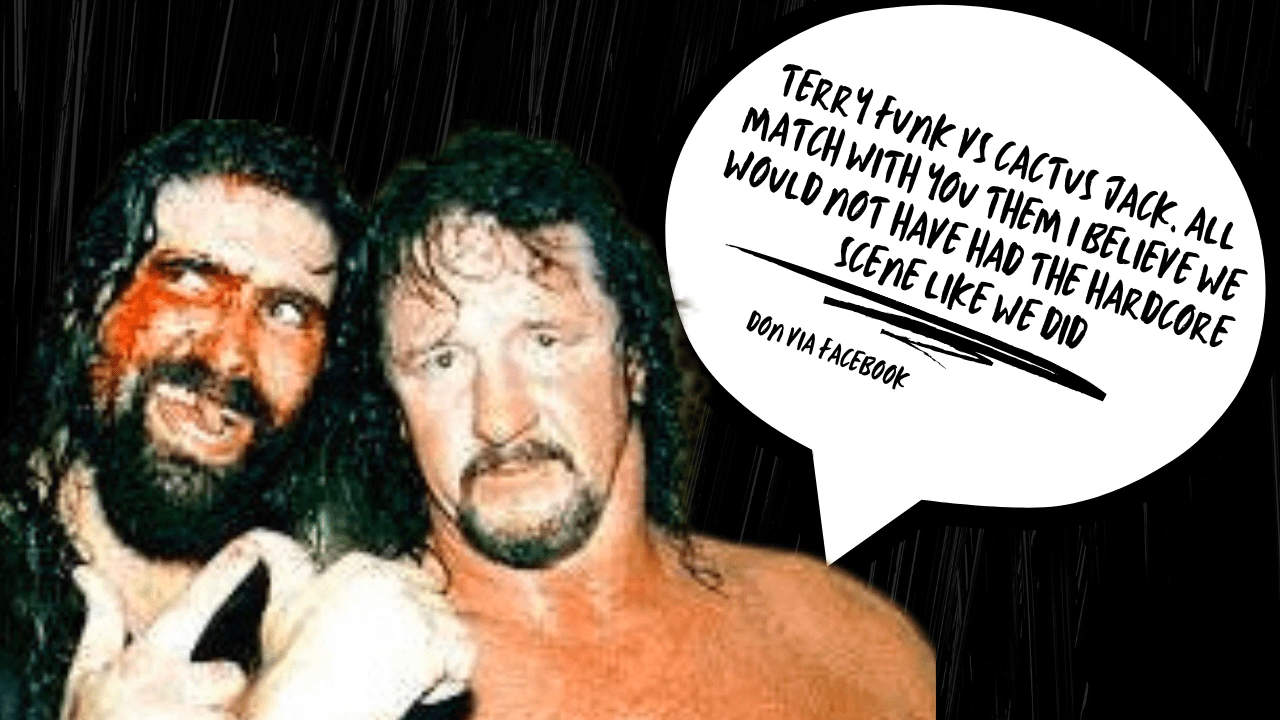 TERRY FUNK VS CACTUS JACK. ALL
MATCH WITH YOU THEM I BELIEVE WE
WOULD NOT HAVE HAD THE HARDCORE
SCENE LIKE WE DID
DON VIA FACEBOOK